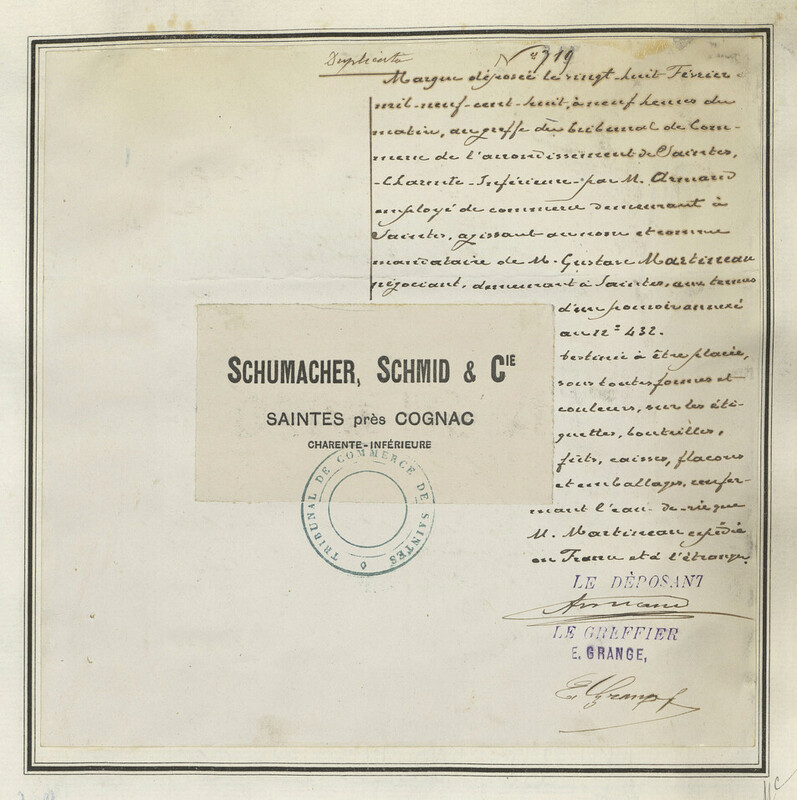 Duplicata
N° 719
Marque déposée le vingt-huit Février
mil-neuf-cent-huit, à neuf heures du
matin, au greffe du tribunal de Com-
merce de l'arrondissement de Saintes,
-Charente-Inférieure- par M. Armand
employé de commerce demeurant à
Saintes, agissant au nom et comme
mandataire de M. Gustave Martineau
négociant, demeurant à Saintes, aux termes
d'un pouvoir annexé
au n° 432.
Destinée à être placée,
sous toutes formes et
couleurs, sur les éti-
quettes, bouteilles,
fûts, caisses, flacons
et emballages, renfer-
mant l'eau-de-vie que
M. Martineau expédie
en France et à l'étranger.
SCHUMACHER, SCHMID & CIE
SAINTES près COGNAC
CHARENTE-INFÉRIEURE
TRIBUNAL DE COMMERCE DE SAINTES
LE DÉPOSANT
Armand
LE GREFFIER
E. GRANGE,
E. Grange